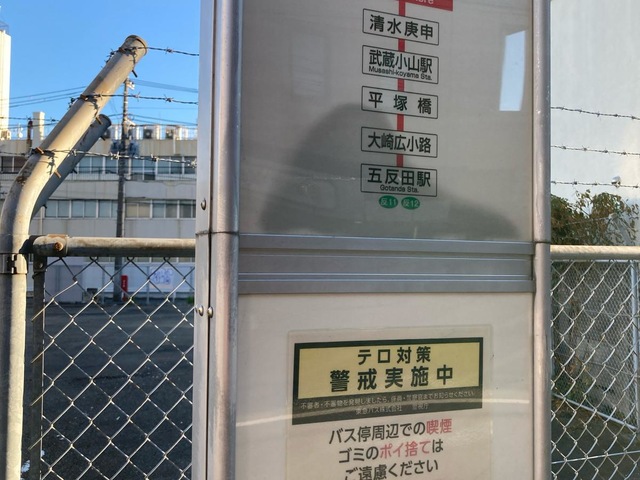 清水庚申
武蔵小山駅
Musashi-koyama Sta.
平塚橋
大崎広小路
五反田駅
Gotanda Sta.
反11 反12
テロ対策
警戒実施中
バス停周辺での喫煙
ゴミのポイ捨ては
ご遠慮ください